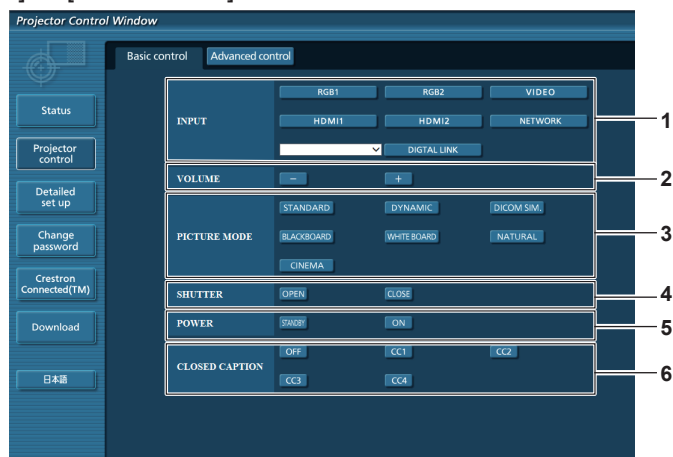 Projector Control Window
Basic control Advanced control
Status
Projector control
Detailed set up
Change password
Crestron Connected(TM)
Download
日本語
INPUT
RGB1 RGB2 VIDEO
HDMI1 HDMI2 NETWORK
DIGTAL LINK
1
VOLUME - +
2
PICTURE MODE
STANDARD DYNAMIC DICOM SIM.
BLACKBOARD WHITE BOARD NATURAL
CINEMA
3
SHUTTER OPEN CLOSE
4
POWER STANDBY ON
5
CLOSED CAPTION
OFF CC1 CC2
CC3 CC4
6